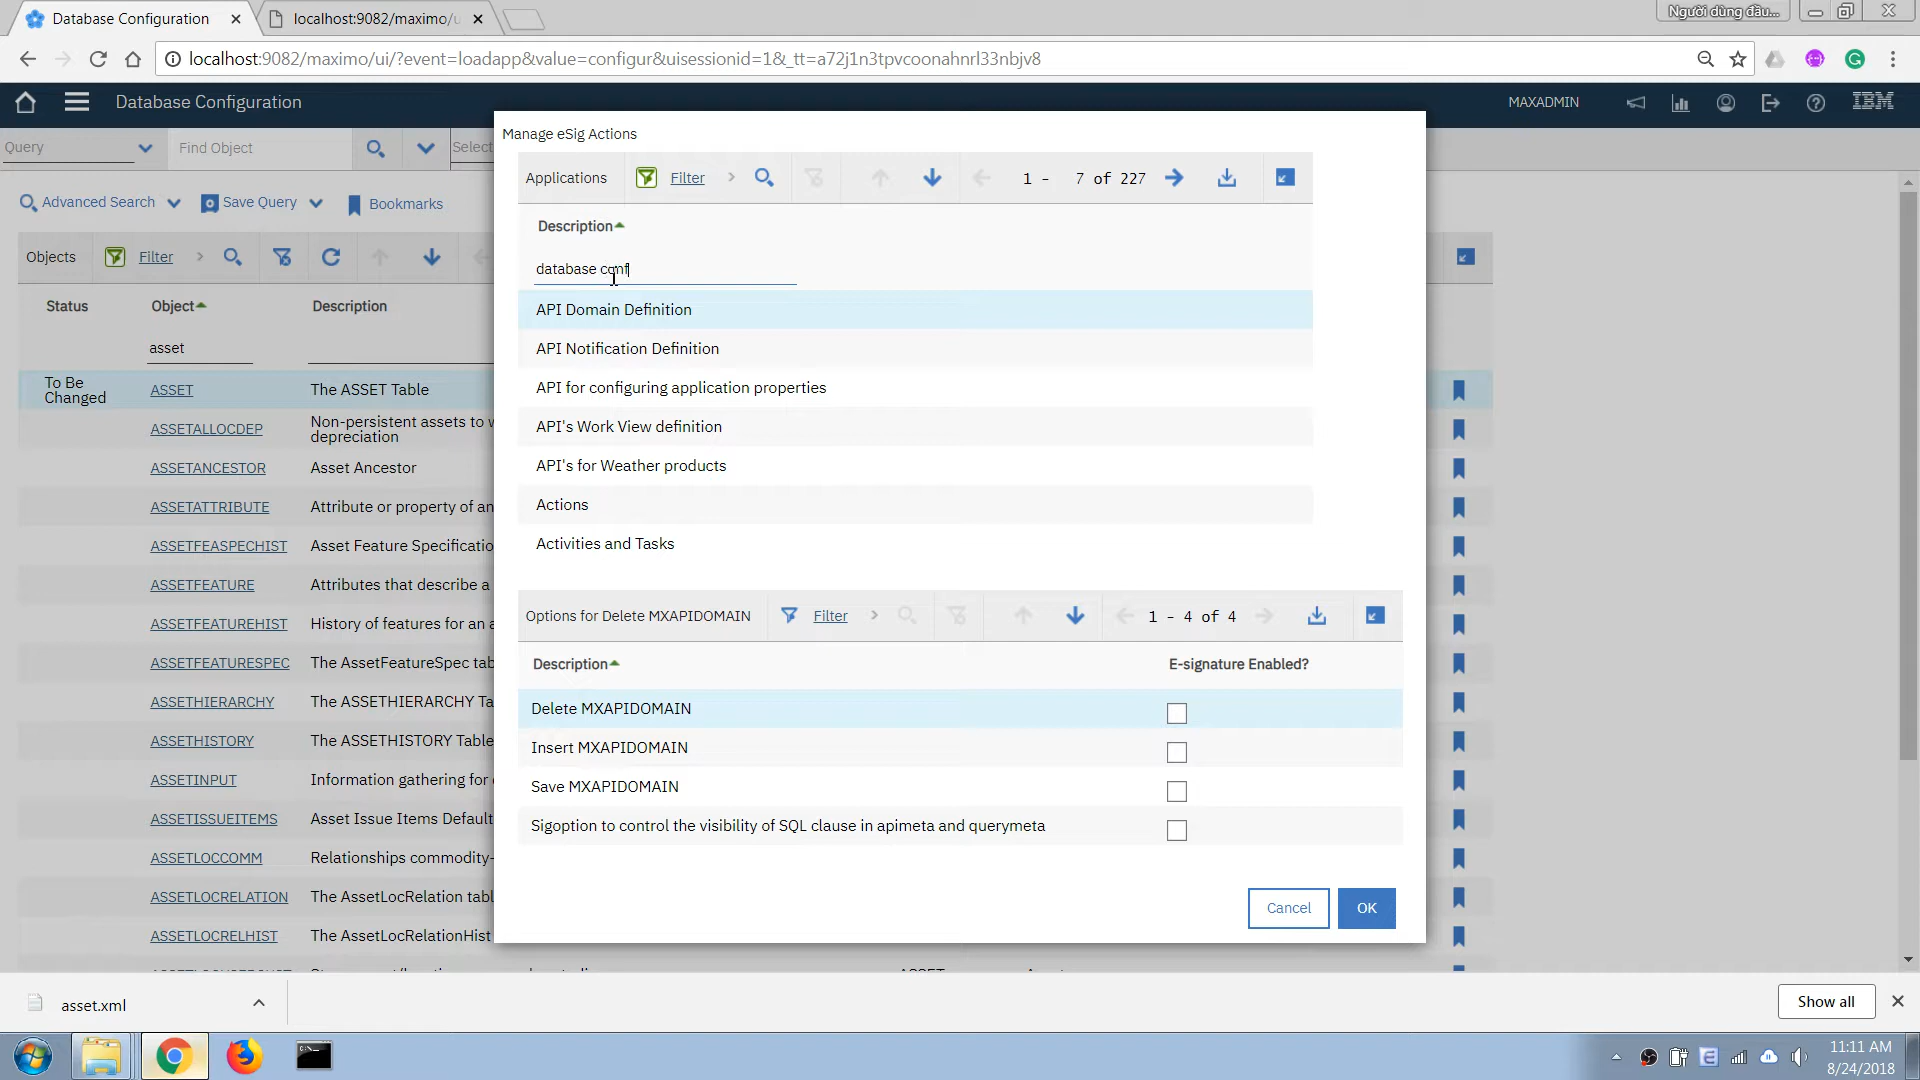 Database Configuration
localhost:9082/maximo/u
Người dùng đầu...
localhost:9082/maximo/ui/?event=loadapp&value=configur&uisessionid=1&_tt=a72j1n3tpvcoonahnrl33nbjv8
Database Configuration
MAXADMIN
IBM
Query
Find Object
Select
Advanced Search
Save Query
Bookmarks
Objects
Filter
Status
Object
Description
asset
To Be Changed
ASSET
The ASSET Table
ASSETALLOCDEP
Non-persistent assets to w
depreciation
ASSETANCESTOR
Asset Ancestor
ASSETATTRIBUTE
Attribute or property of an
ASSETFEASPECHIST
Asset Feature Specificatio
ASSETFEATURE
Attributes that describe a
ASSETFEATUREHIST
History of features for an a
ASSETFEATURESPEC
The AssetFeatureSpec tab
ASSETHIERARCHY
The ASSETHIERARCHY Ta
ASSETHISTORY
The ASSETHISTORY Table
ASSETINPUT
Information gathering for
ASSETISSUEITEMS
Asset Issue Items Default
ASSETLOCCOMM
Relationships commodity-
ASSETLOCRELATION
The AssetLocRelation tabl
ASSETLOCRELHIST
The AssetLocRelationHist
Manage eSig Actions
Applications
Filter
1 - 7 of 227
Description
database conf
API Domain Definition
API Notification Definition
API for configuring application properties
API's Work View definition
API's for Weather products
Actions
Activities and Tasks
Options for Delete MXAPIDOMAIN
Filter
1 - 4 of 4
Description
E-signature Enabled?
Delete MXAPIDOMAIN
Insert MXAPIDOMAIN
Save MXAPIDOMAIN
Sigoption to control the visibility of SQL clause in apimeta and querymeta
Cancel
OK
asset.xml
Show all
11:11 AM
8/24/2018